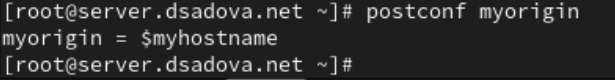 [root@server.dsadova.net ~]# postconf myorigin
myorigin = $myhostname
[root@server.dsadova.net ~]#